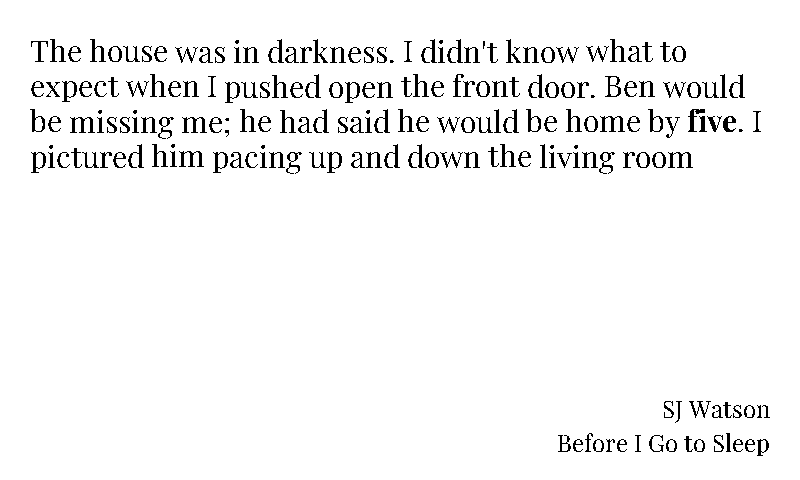 The house was in darkness. I didn't know what to
expect when I pushed open the front door. Ben would
be missing me; he had said he would be home by five. I
pictured him pacing up and down the living room
SJ Watson
Before I Go to Sleep